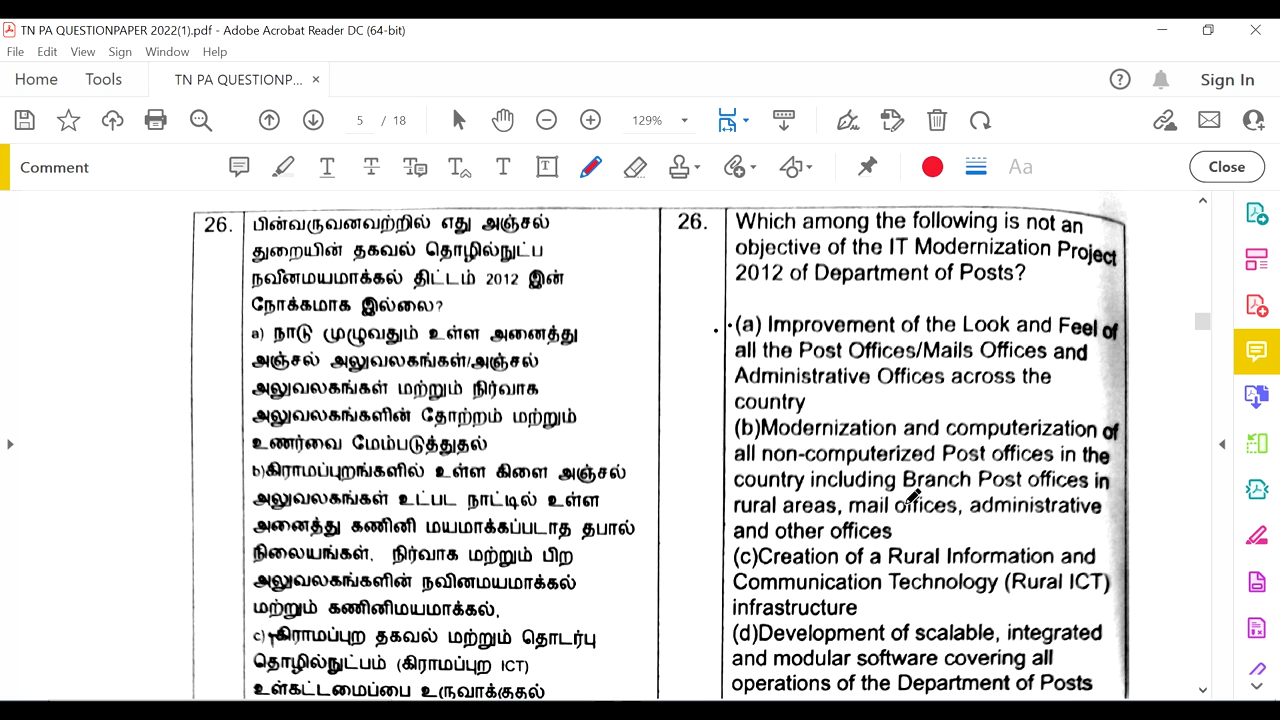 TN PA QUESTIONPAPER 2022(1).pdf - Adobe Acrobat Reader DC (64-bit)
File Edit View Sign Window Help
Home Tools TN PA QUESTIONP... × Sign In
5 / 18 129%
Comment Aa Close
26.
பின்வருவனவற்றில் எது அஞ்சல்
துறையின் தகவல் தொழில்நுட்ப
நவீனமயமாக்கல் திட்டம் 2012 இன்
நோக்கமாக இல்லை?
a) நாடு முழுவதும் உள்ள அனைத்து
அஞ்சல் அலுவலகங்கள்/அஞ்சல்
அலுவலகங்கள் மற்றும் நிர்வாக
அலுவலகங்களின் தோற்றம் மற்றும்
உணர்வை மேம்படுத்துதல்
b)கிராமப்புறங்களில் உள்ள கிளை அஞ்சல்
அலுவலகங்கள் உட்பட நாட்டில் உள்ள
அனைத்து கணினி மயமாக்கப்படாத தபால்
நிலையங்கள், நிர்வாக மற்றும் பிற
அலுவலகங்களின் நவினமயமாக்கல்
மற்றும் கணினிமயமாக்கல்.
c) கிராமப்புற தகவல் மற்றும் தொடர்பு
தொழில்நுட்பம் (கிராமப்புற ICT)
உள்கட்டமைப்பை உருவாக்குதல்
26.
Which among the following is not an
objective of the IT Modernization Project
2012 of Department of Posts?
(a) Improvement of the Look and Feel of
all the Post Offices/Mails Offices and
Administrative Offices across the
country
(b)Modernization and computerization of
all non-computerized Post offices in the
country including Branch Post offices in
rural areas, mail offices, administrative
and other offices
(c)Creation of a Rural Information and
Communication Technology (Rural ICT)
infrastructure
(d)Development of scalable, integrated
and modular software covering all
operations of the Department of Posts